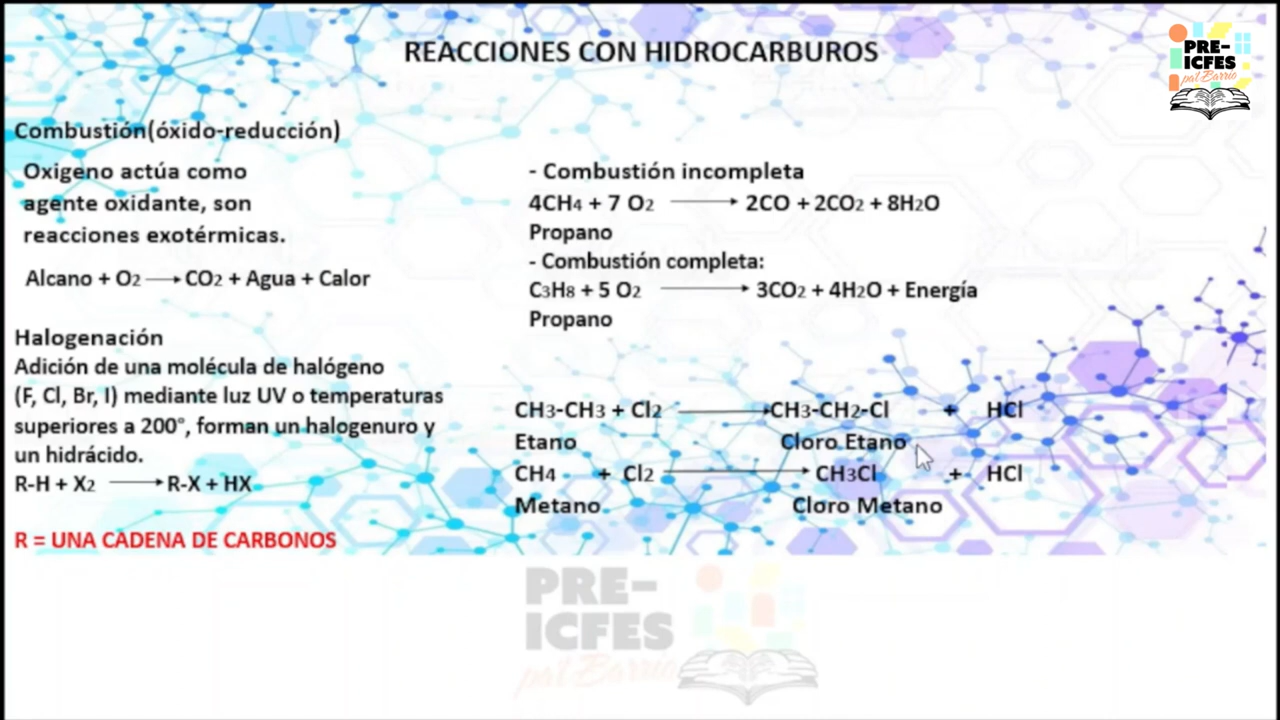 REACCIONES CON HIDROCARBUROS
PRE-
ICFES
pa'l Barrio
Combustión(óxido-reducción)
Oxigeno actúa como
agente oxidante, son
reacciones exotérmicas.
Alcano + O2 → CO2 + Agua + Calor
- Combustión incompleta
4CH4 + 7 O2 → 2CO + 2CO2 + 8H2O
Propano
- Combustión completa:
C3H8 + 5 O2 → 3CO2 + 4H2O + Energía
Propano
Halogenación
Adición de una molécula de halógeno
(F, Cl, Br, I) mediante luz UV o temperaturas
superiores a 200°, forman un halogenuro y
un hidrácido.
R-H + X2 → R-X + HX
R = UNA CADENA DE CARBONOS
CH3-CH3 + Cl2 → CH3-CH2-Cl + HCl
Etano Cloro Etano
CH4 + Cl2 → CH3Cl + HCl
Metano Cloro Metano
PRE-
ICFES
pa'l Barrio